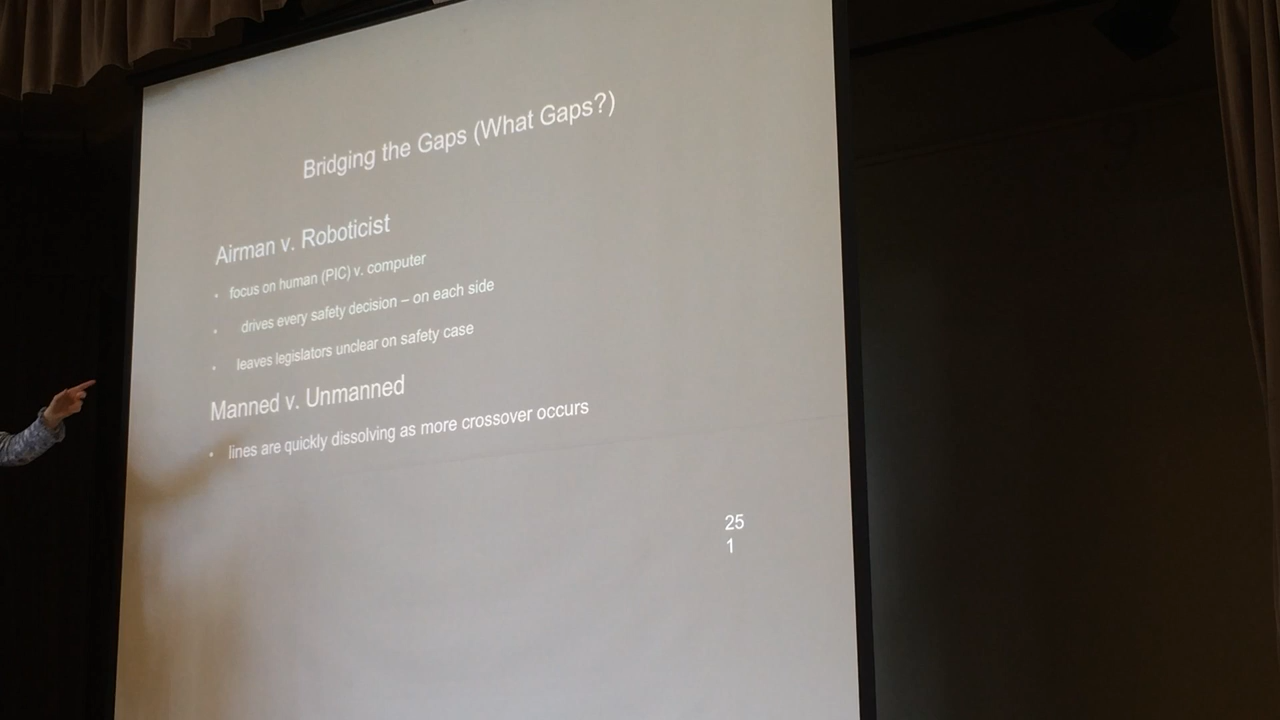 Bridging the Gaps (What Gaps?)
Airman v. Roboticist
• focus on human (PIC) v. computer
• drives every safety decision – on each side
• leaves legislators unclear on safety case
Manned v. Unmanned
• lines are quickly dissolving as more crossover occurs
25
1